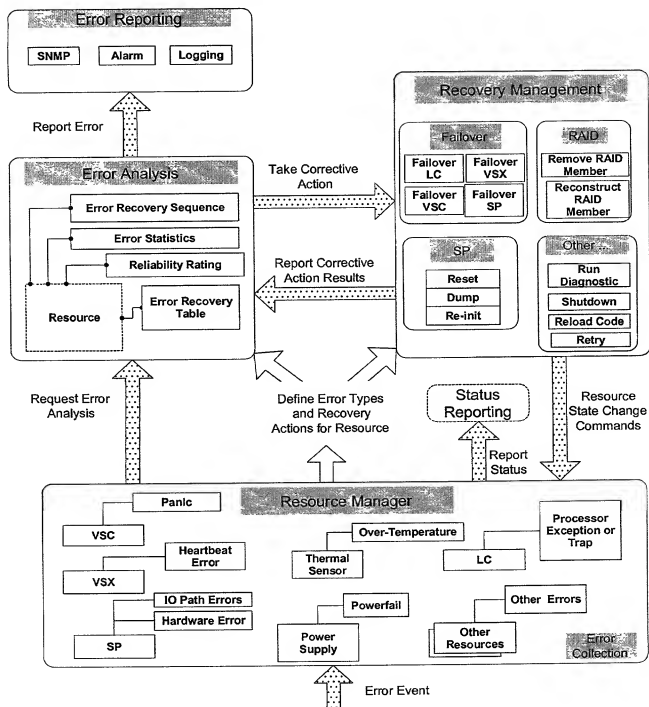 Error Reporting
SNMP
Alarm
Logging
Report Error
Error Analysis
Error Recovery Sequence
Error Statistics
Reliability Rating
Resource
Error Recovery
Table
Take Corrective
Action
Report Corrective
Action Results
Recovery Management
Failover
Failover
LC
Failover
VSX
Failover
VSC
Failover
SP
RAID
Remove RAID
Member
Reconstruct
RAID
Member
SP
Reset
Dump
Re-init
Other ...
Run
Diagnostic
Shutdown
Reload Code
Retry
Request Error
Analysis
Define Error Types
and Recovery
Actions for Resource
Status
Reporting
Report
Status
Resource
State Change
Commands
Resource Manager
Panic
VSC
Heartbeat
Error
VSX
IO Path Errors
Hardware Error
SP
Over-Temperature
Thermal
Sensor
Powerfail
Power
Supply
Processor
Exception or
Trap
LC
Other Errors
Other
Resources
Error
Collection
Error Event